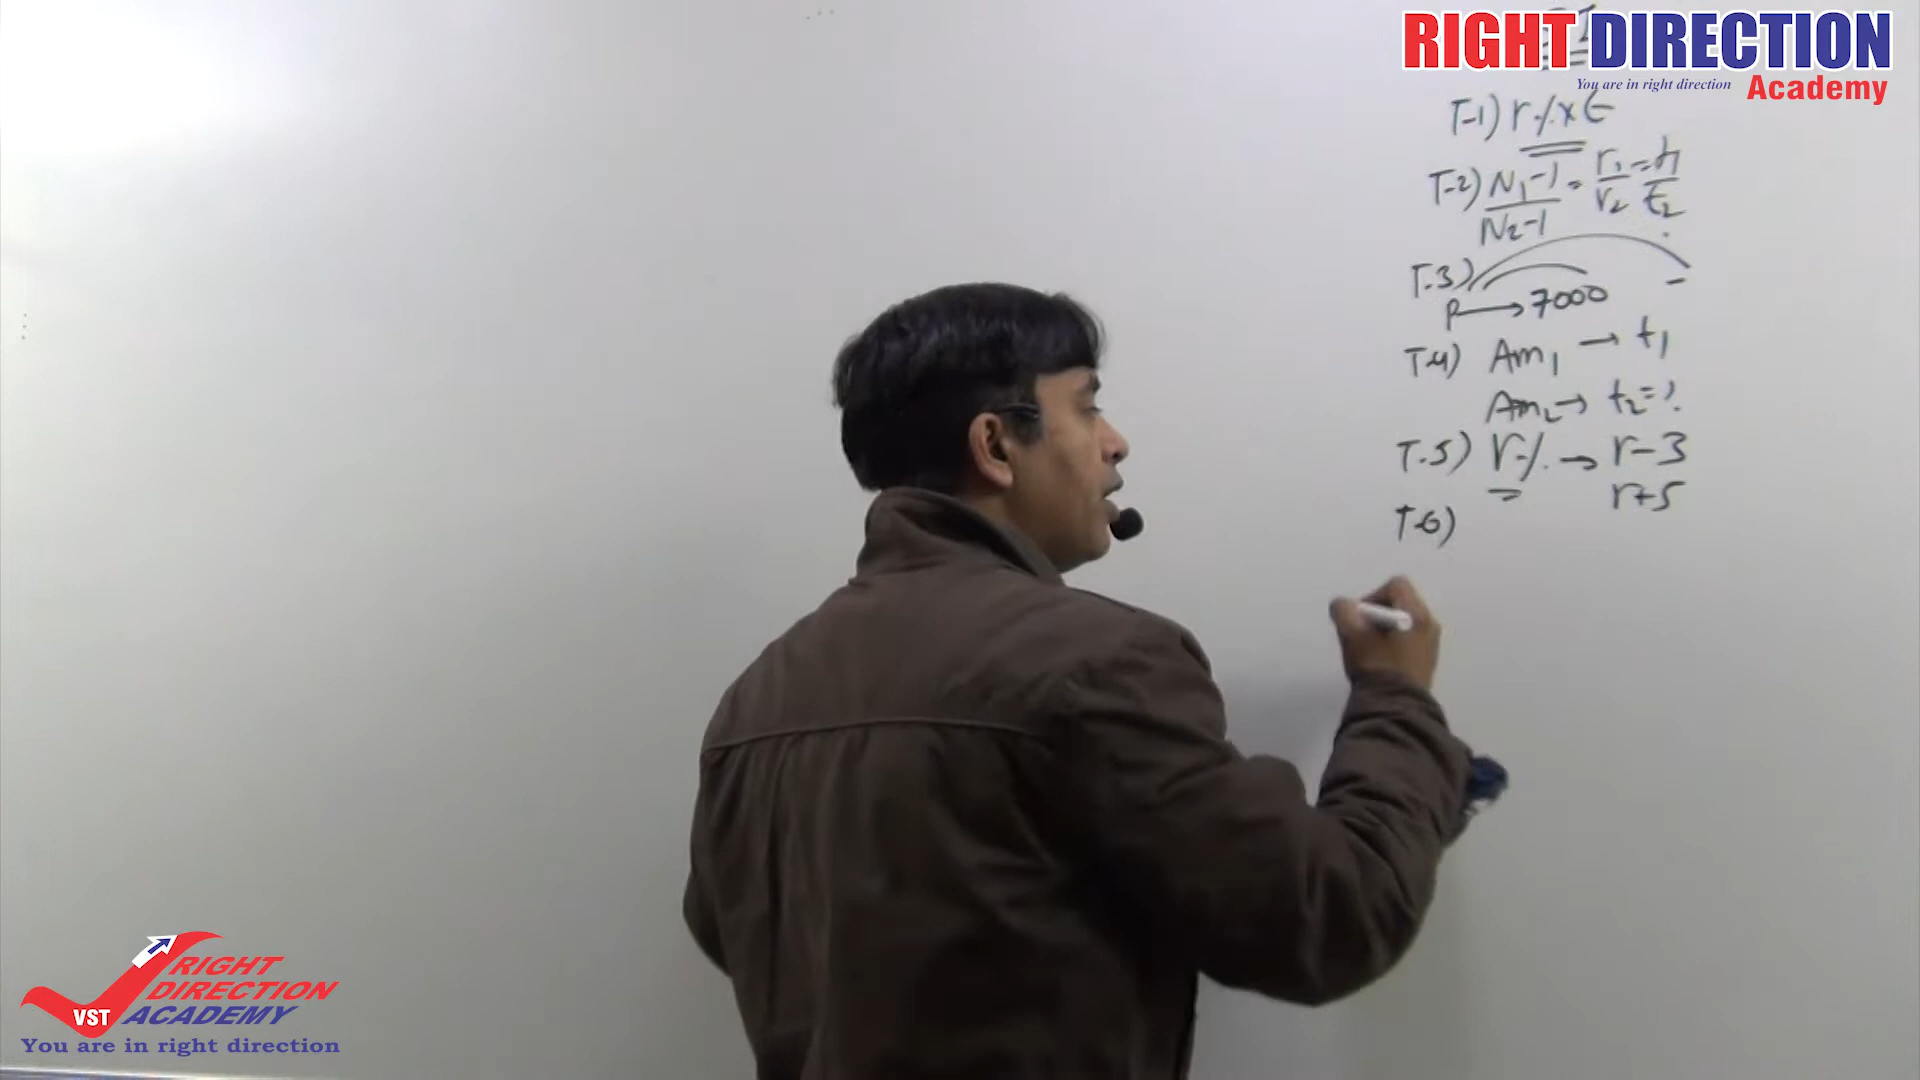 RIGHT DIRECTION
You are in right direction Academy
T-1) r%×t
T-2) N₁-1/N₂-1 = r₁/r₂ = t₁/t₂
T-3)
P → 7000
T-4) Am₁ → t₁
Am₂ → t₂=?
T-5) r% → r-3
r+5
T-6)
RIGHT
DIRECTION
VST ACADEMY
You are in right direction